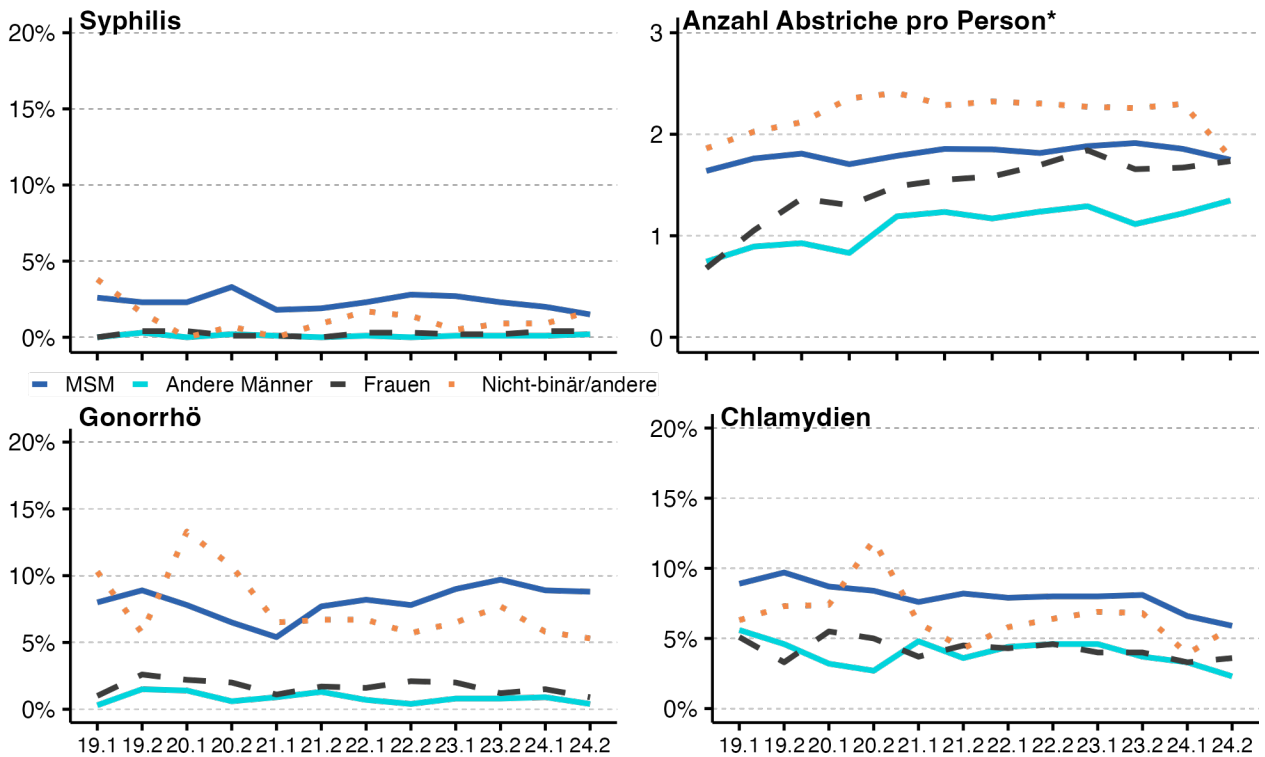 Syphilis
20%
15%
10%
5%
0%
Anzahl Abstriche pro Person*
3
2
1
0
MSM Andere Männer Frauen Nicht-binär/andere
Gonorrhö
20%
15%
10%
5%
0%
19.1 19.2 20.1 20.2 21.1 21.2 22.1 22.2 23.1 23.2 24.1 24.2
Chlamydien
20%
15%
10%
5%
0%
19.1 19.2 20.1 20.2 21.1 21.2 22.1 22.2 23.1 23.2 24.1 24.2